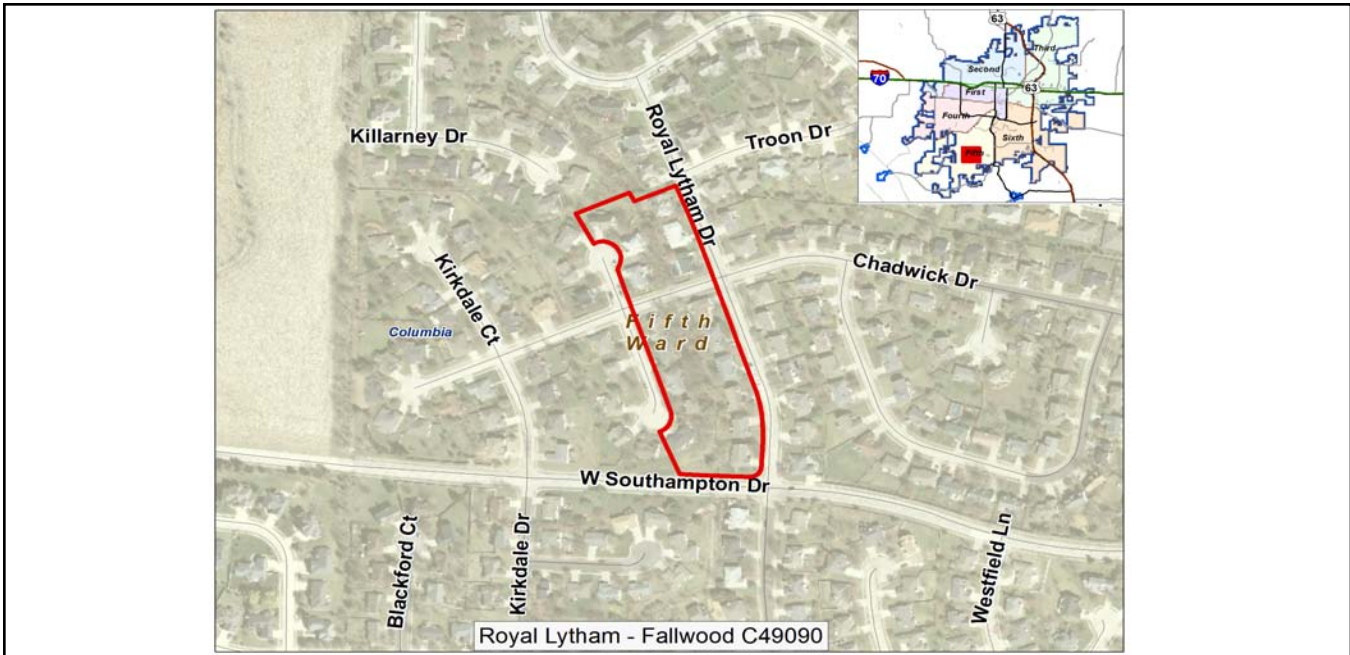 63
Third
Second
70
63
First
Fourth
Sixth
Fifth
Royal Lytham Dr
Killarney Dr
Troon Dr
Kirkdale Ct
Chadwick Dr
Columbia
Fifth
Ward
W Southampton Dr
Blackford Ct
Kirkdale Dr
Westfield Ln
Royal Lytham - Fallwood C49090